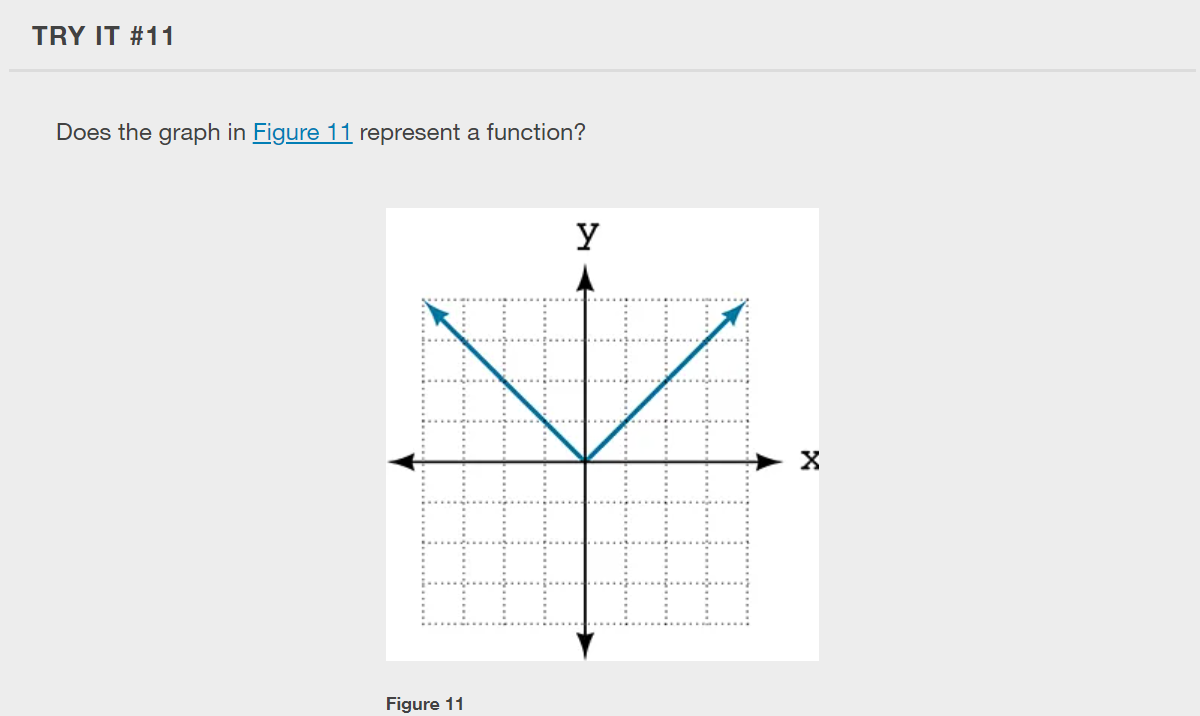 TRY IT #11
Does the graph in Figure 11 represent a function?
y
x
Figure 11